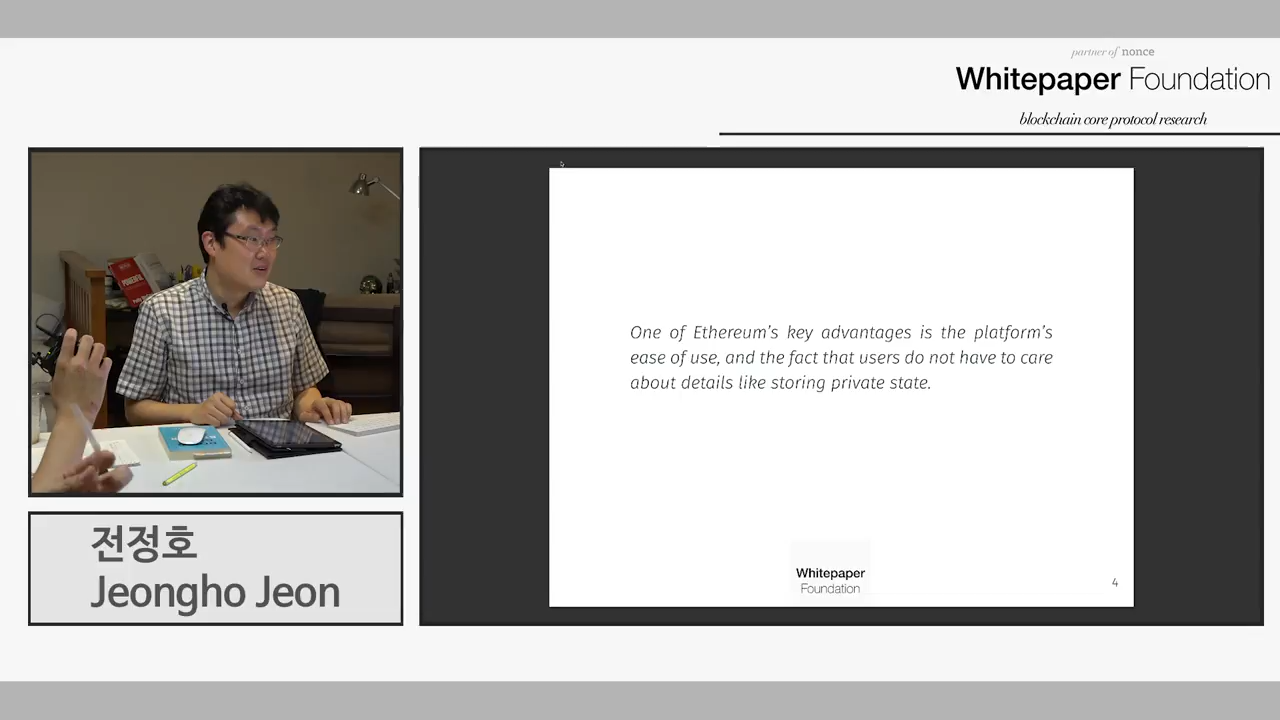 partner of nonce
Whitepaper Foundation
blockchain core protocol research
One of Ethereum's key advantages is the platform's
ease of use, and the fact that users do not have to care
about details like storing private state.
Whitepaper
Foundation
4
전정호
Jeongho Jeon